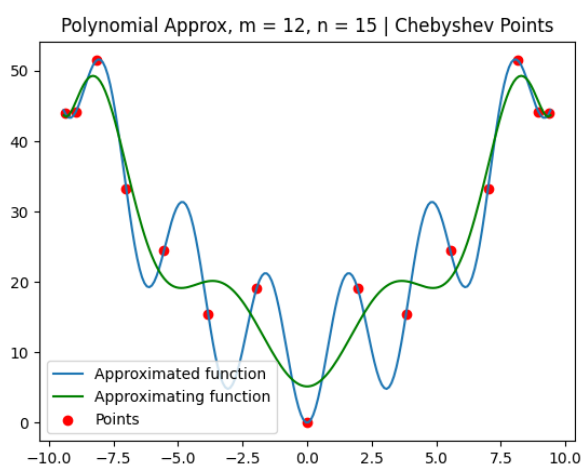 Polynomial Approx, m = 12, n = 15 | Chebyshev Points
50
40
30
20
10
0
Approximated function
Approximating function
Points
−10.0 −7.5 −5.0 −2.5 0.0 2.5 5.0 7.5 10.0